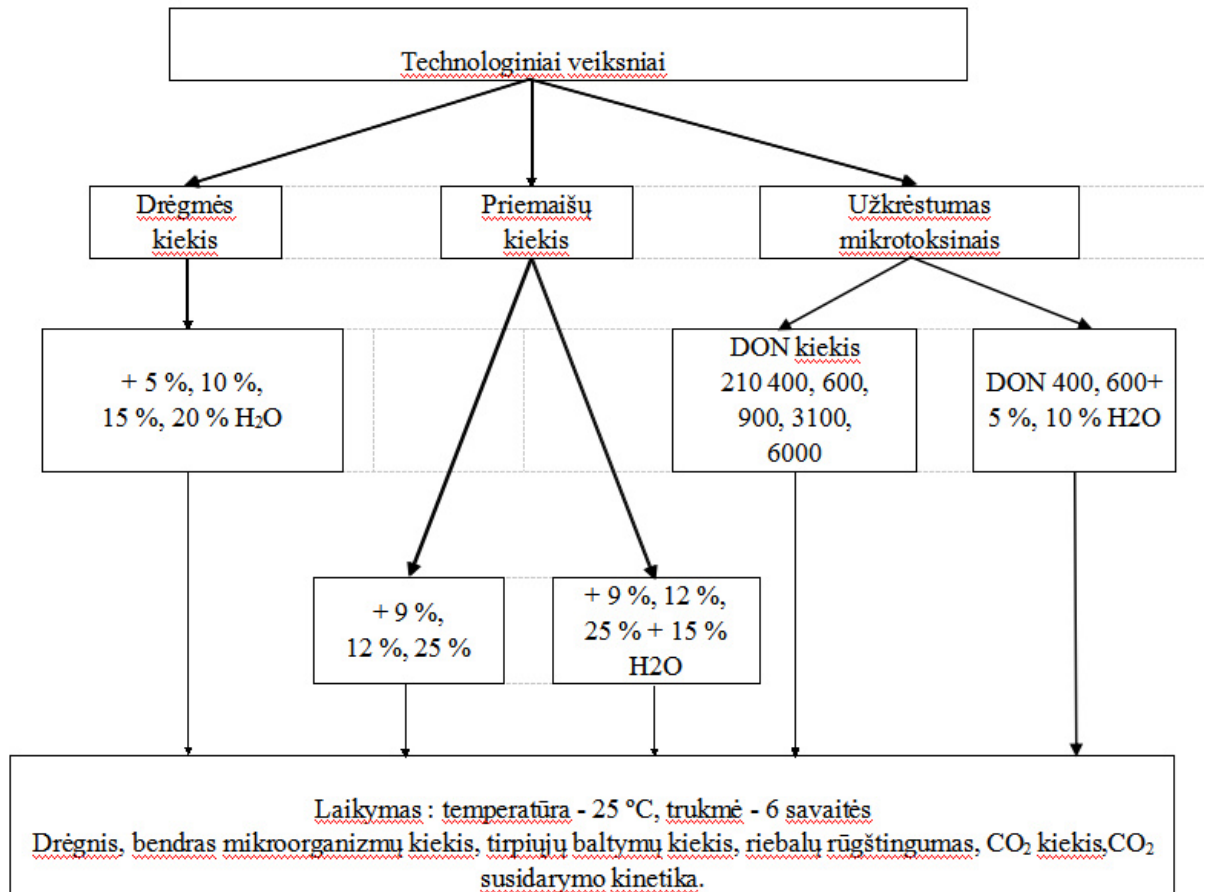 Technologiniai veiksniai
Drėgmės
kiekis
Priemaišų
kiekis
Užkrėstumas
mikrotoksinais
+ 5 %, 10 %,
15 %, 20 % H₂O
DON kiekis
210 400, 600,
900, 3100,
6000
DON 400, 600+
5 %, 10 % H2O
+ 9 %,
12 %, 25 %
+ 9 %, 12 %,
25 % + 15 %
H2O
Laikymas : temperatūra - 25 °C, trukmė - 6 savaitės
Drėgnis, bendras mikroorganizmų kiekis, tirpiųjų baltymų kiekis, riebalų rūgštingumas, CO₂ kiekis,CO₂
susidarymo kinetika.